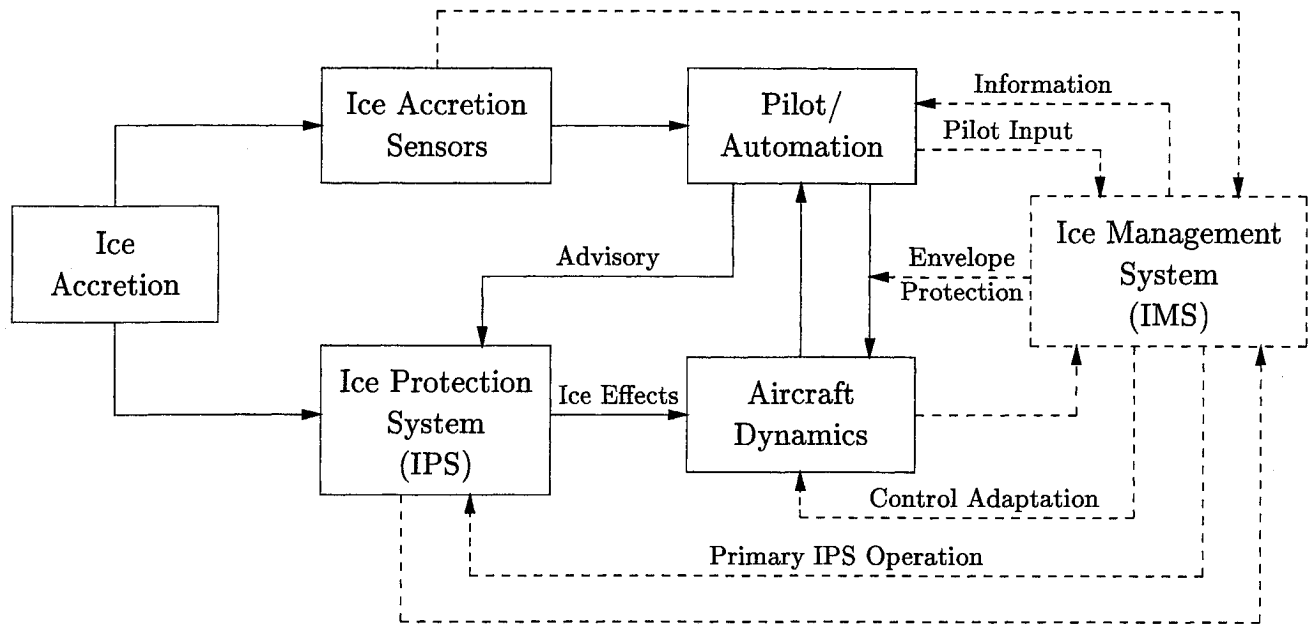 Ice Accretion
Sensors
Pilot/
Automation
Information
Pilot Input
Ice
Accretion
Advisory
Envelope
Protection
Ice Management
System
(IMS)
Ice Protection
System
(IPS)
Ice Effects
Aircraft
Dynamics
Control Adaptation
Primary IPS Operation